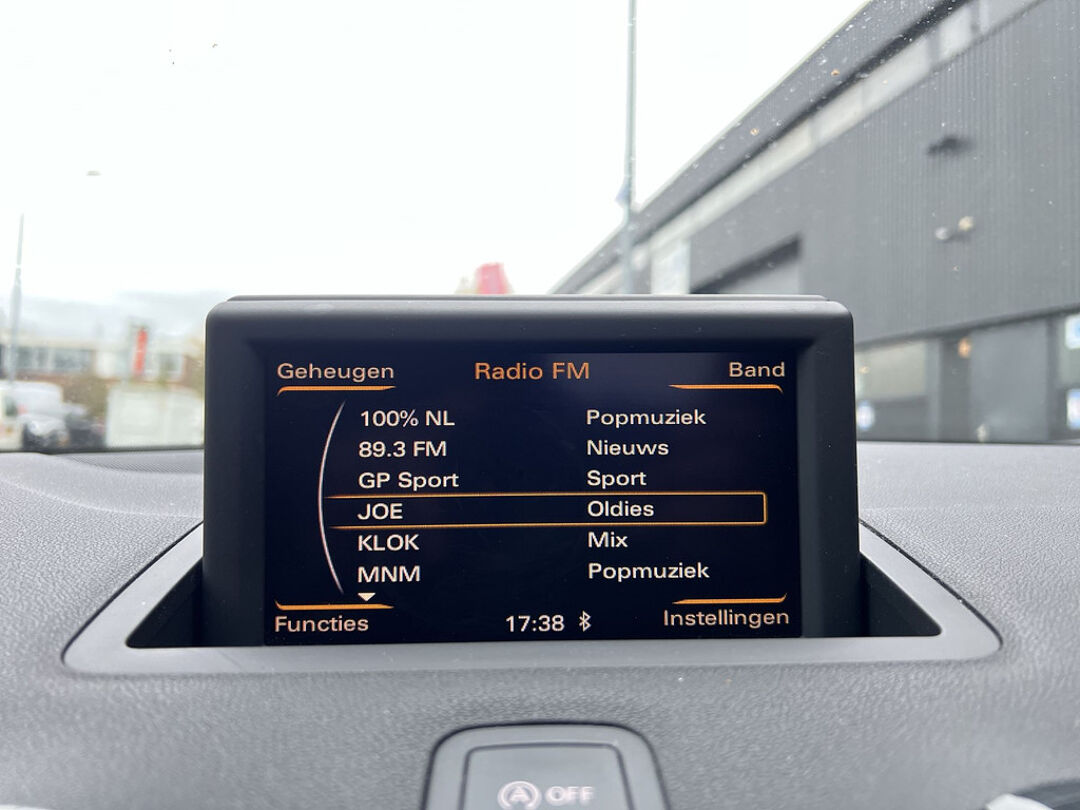 Geheugen Radio FM Band
100% NL Popmuziek
89.3 FM Nieuws
GP Sport Sport
JOE Oldies
KLOK Mix
MNM Popmuziek
Functies 17:38 Instellingen
A OFF